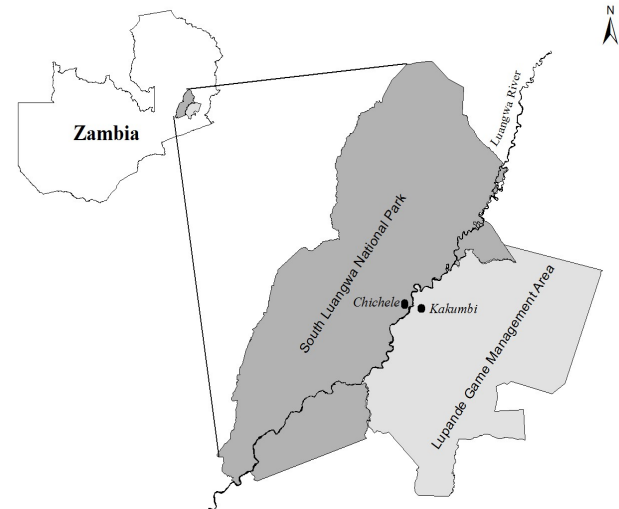 N
Zambia
Luangwa River
South Luangwa National Park
Chichele
Kakumbi
Lupande Game Management Area